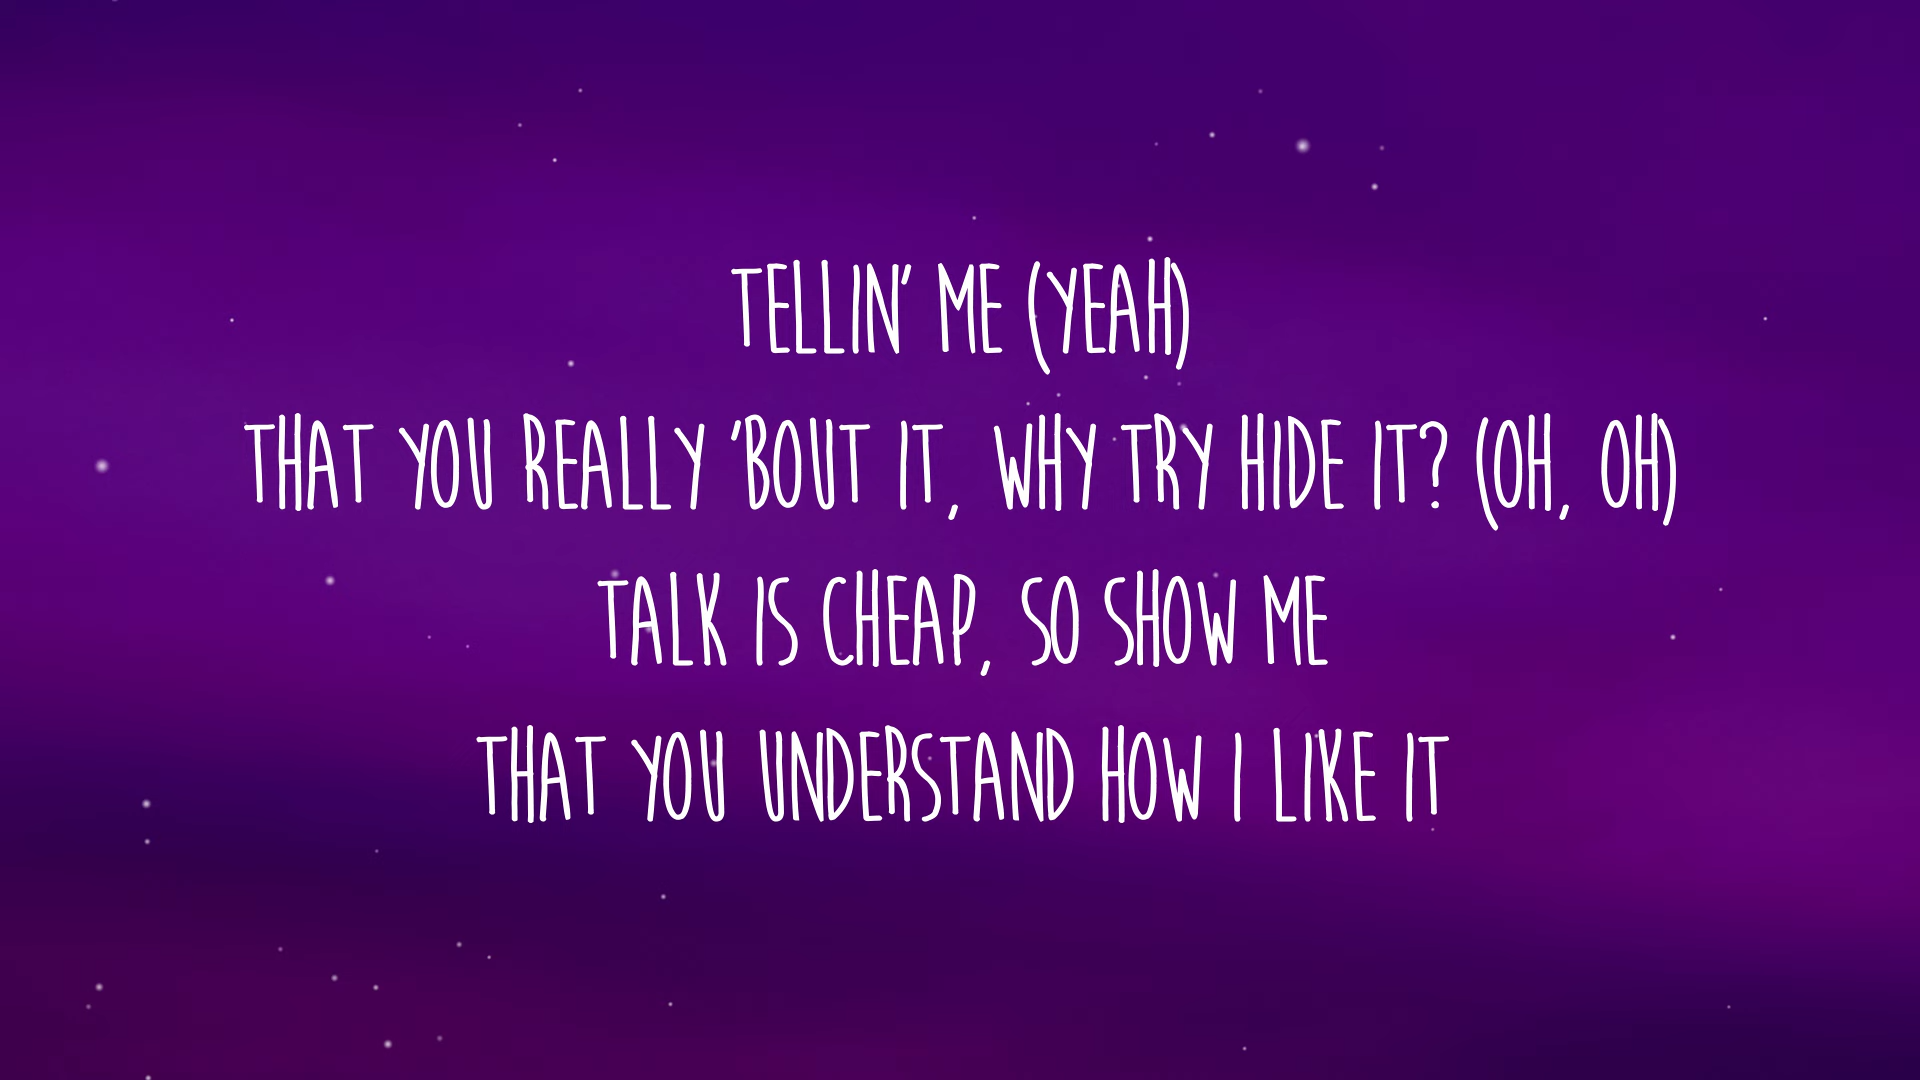 TELLIN' ME (YEAH)
THAT YOU REALLY 'BOUT IT, WHY TRY HIDE IT? (OH, OH)
TALK IS CHEAP, SO SHOW ME
THAT YOU UNDERSTAND HOW I LIKE IT